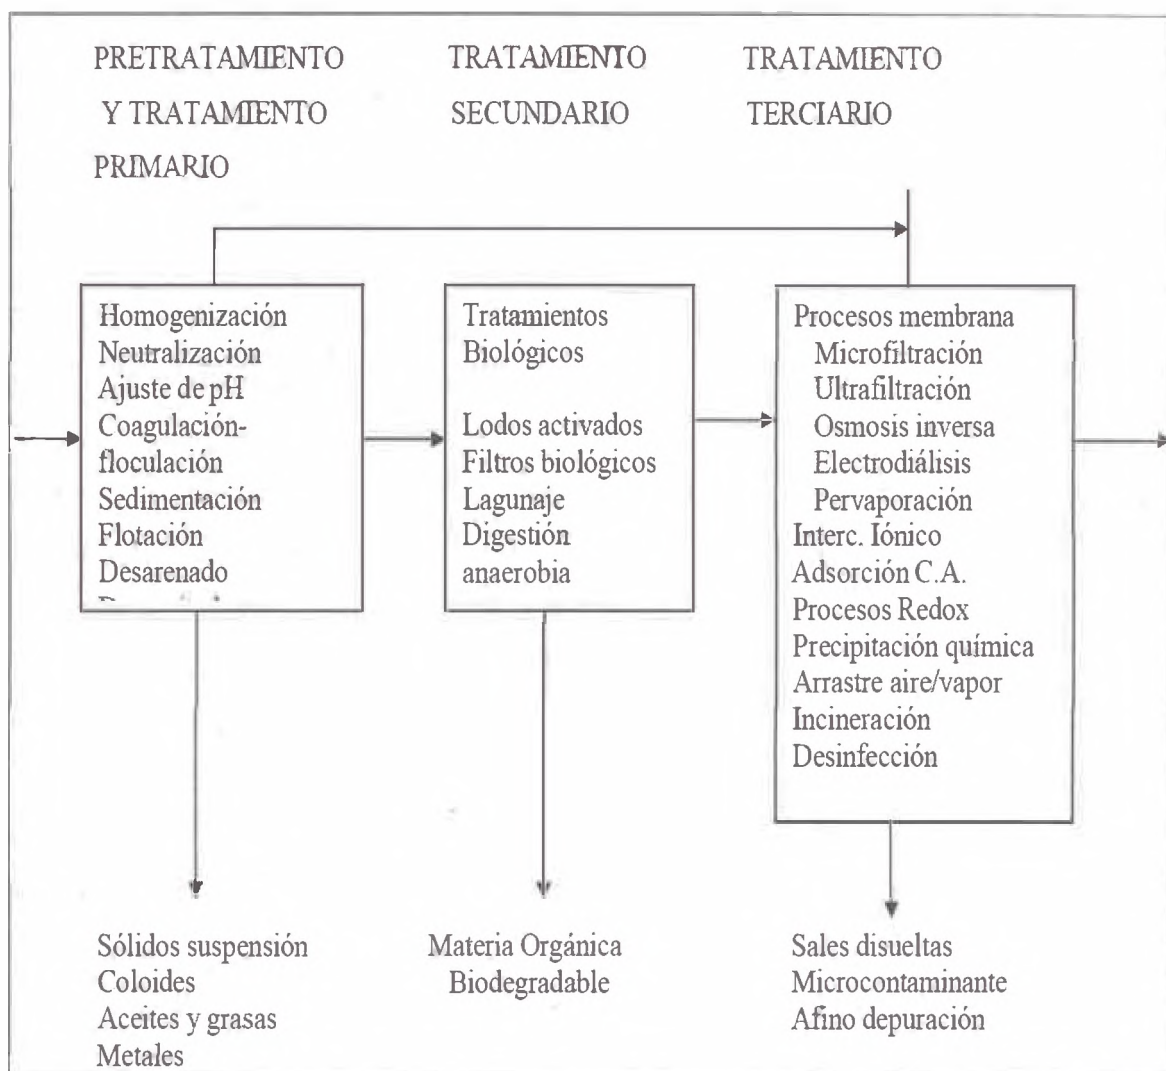 PRETRATAMIENTO
Y TRATAMIENTO
PRIMARIO
TRATAMIENTO
SECUNDARIO
TRATAMIENTO
TERCIARIO
Homogenización
Neutralización
Ajuste de pH
Coagulación-
floculación
Sedimentación
Flotación
Desarenado
Tratamientos
Biológicos
Lodos activados
Filtros biológicos
Lagunaje
Digestión
anaerobia
Procesos membrana
Microfiltración
Ultrafiltración
Osmosis inversa
Electrodiálisis
Pervaporación
Interc. Iónico
Adsorción C.A.
Procesos Redox
Precipitación química
Arrastre aire/vapor
Incineración
Desinfección
Sólidos suspensión
Coloides
Aceites y grasas
Metales
Materia Orgánica
Biodegradable
Sales disueltas
Microcontaminante
Afino depuración